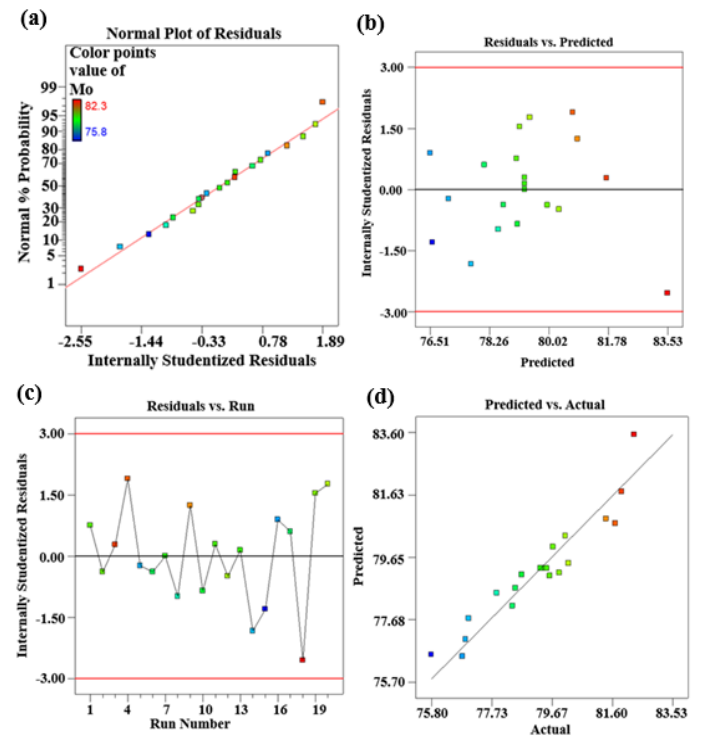 (a)
Normal Plot of Residuals
Color points
value of
Mo
82.3
75.8
Normal % Probability
99
95
90
80
70
50
30
20
10
5
1
-2.55 -1.44 -0.33 0.78 1.89
Internally Studentized Residuals
(b)
Residuals vs. Predicted
Internally Studentized Residuals
3.00
1.50
0.00
-1.50
-3.00
76.51 78.26 80.02 81.78 83.53
Predicted
(c)
Residuals vs. Run
Internally Studentized Residuals
3.00
1.50
0.00
-1.50
-3.00
1 4 7 10 13 16 19
Run Number
(d)
Predicted vs. Actual
Predicted
83.60
81.63
79.65
77.68
75.70
75.80 77.73 79.67 81.60 83.53
Actual